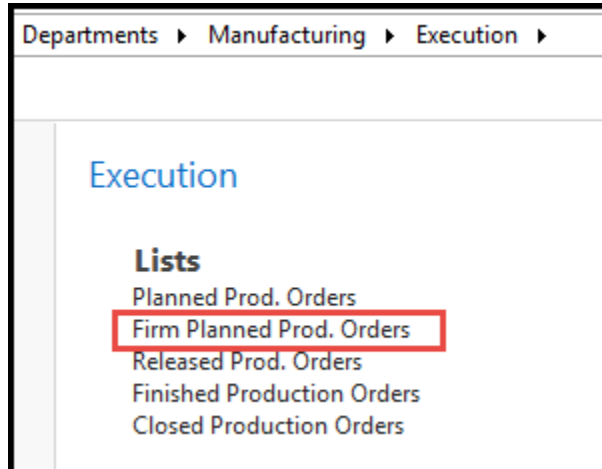 Departments ▸ Manufacturing ▸ Execution ▸
Execution
Lists
Planned Prod. Orders
Firm Planned Prod. Orders
Released Prod. Orders
Finished Production Orders
Closed Production Orders